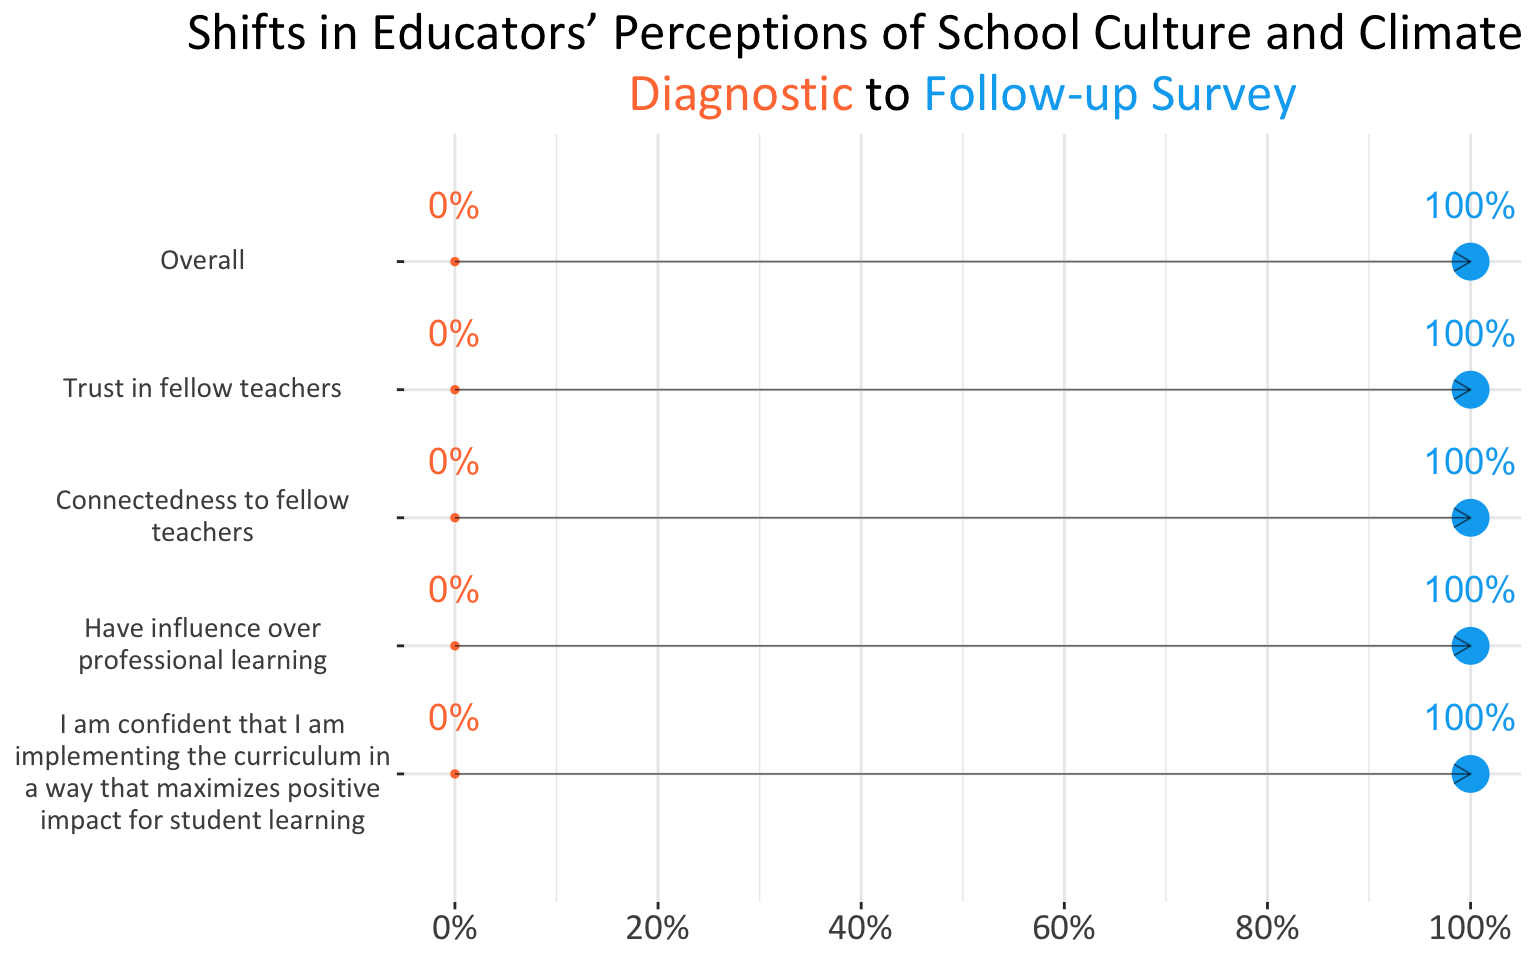 Shifts in Educators’ Perceptions of School Culture and Climate
Diagnostic to Follow-up Survey
0% 100%
Overall
0% 100%
Trust in fellow teachers
0% 100%
Connectedness to fellow
teachers
0% 100%
Have influence over
professional learning
0% 100%
I am confident that I am
implementing the curriculum in
a way that maximizes positive
impact for student learning
0% 20% 40% 60% 80% 100%